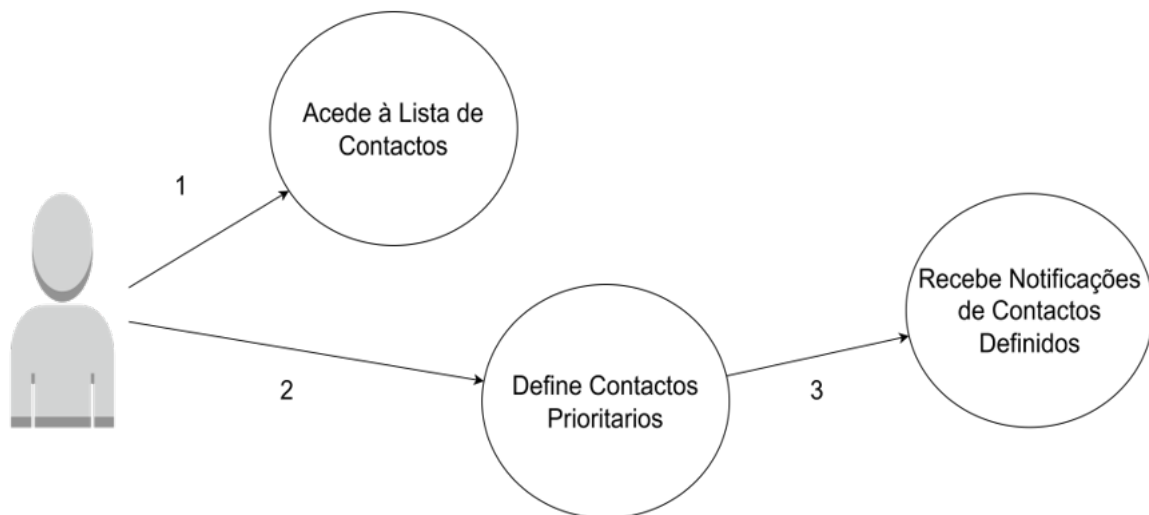 Acede à Lista de
Contactos
1
Recebe Notificações
de Contactos
Definidos
2
Define Contactos
Prioritarios
3